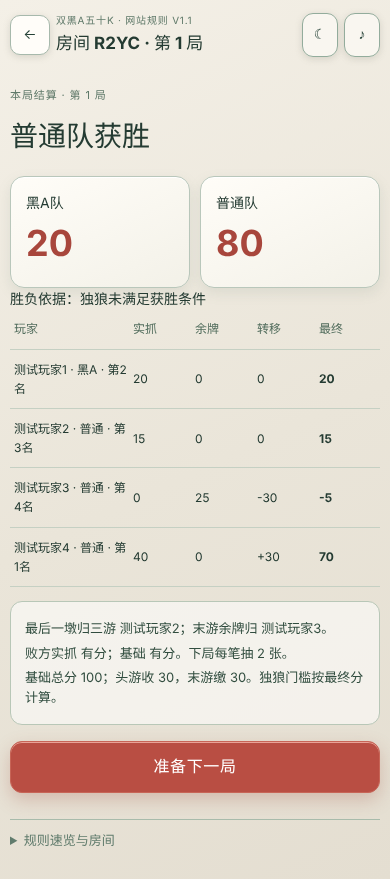 ←
双黑A五十K · 网站规则 V1.1
房间 R2YC · 第 1 局
☾
♪
本局结算 · 第 1 局
普通队获胜
黑A队
20
普通队
80
胜负依据：独狼未满足获胜条件
玩家 实抓 余牌 转移 最终
测试玩家1 · 黑A · 第2
名
20 0 0 20
测试玩家2 · 普通 · 第
3名
15 0 0 15
测试玩家3 · 普通 · 第
4名
0 25 -30 -5
测试玩家4 · 普通 · 第
1名
40 0 +30 70
最后一墩归三游 测试玩家2；末游余牌归 测试玩家3。
败方实抓 有分；基础 有分。下局每笔抽 2 张。
基础总分 100；头游收 30，末游缴 30。独狼门槛按最终分
计算。
准备下一局
▶ 规则速览与房间